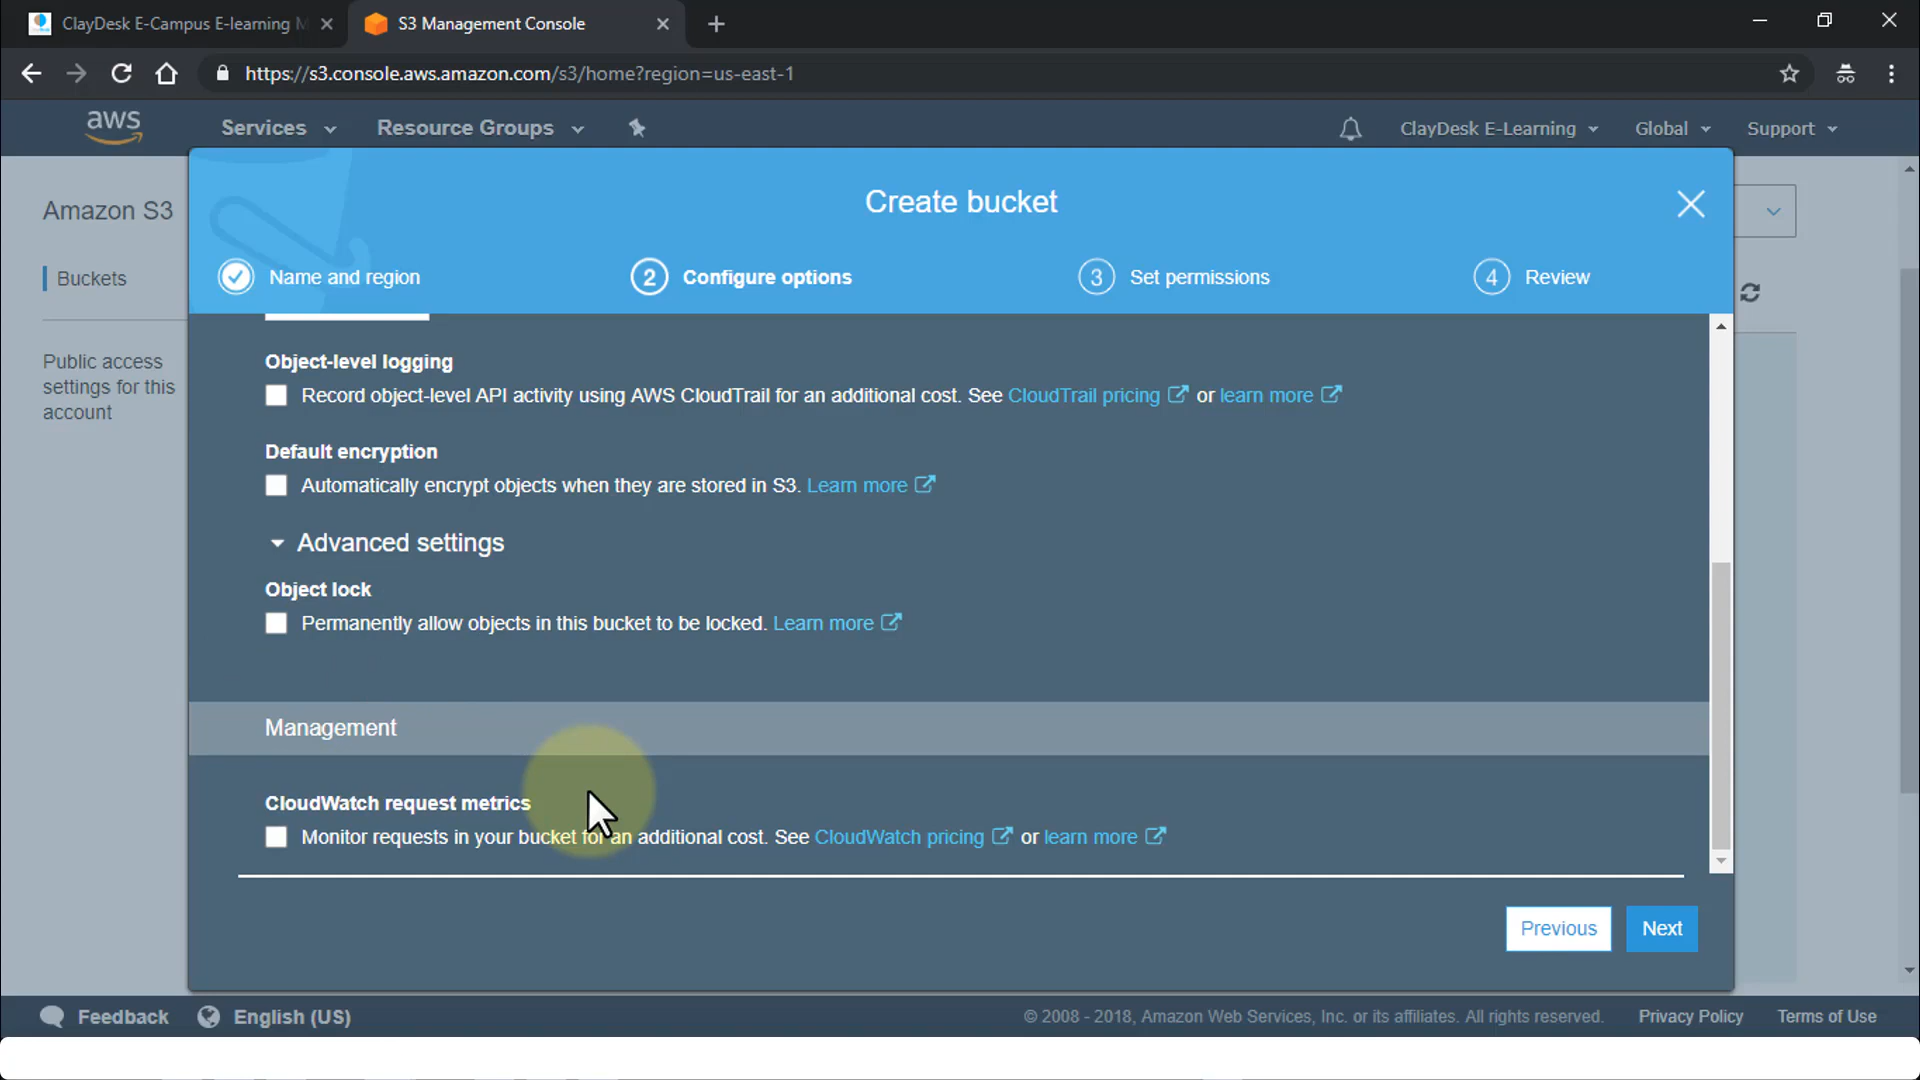 ClayDesk E-Campus E-learning M
S3 Management Console
https://s3.console.aws.amazon.com/s3/home?region=us-east-1
aws
Services
Resource Groups
ClayDesk E-Learning
Global
Support
Amazon S3
Buckets
Public access
settings for this
account
Create bucket
Name and region
2 Configure options
3 Set permissions
4 Review
Object-level logging
Record object-level API activity using AWS CloudTrail for an additional cost. See CloudTrail pricing or learn more
Default encryption
Automatically encrypt objects when they are stored in S3. Learn more
Advanced settings
Object lock
Permanently allow objects in this bucket to be locked. Learn more
Management
CloudWatch request metrics
Monitor requests in your bucket for an additional cost. See CloudWatch pricing or learn more
Previous
Next
Feedback
English (US)
© 2008 - 2018, Amazon Web Services, Inc. or its affiliates. All rights reserved.
Privacy Policy
Terms of Use